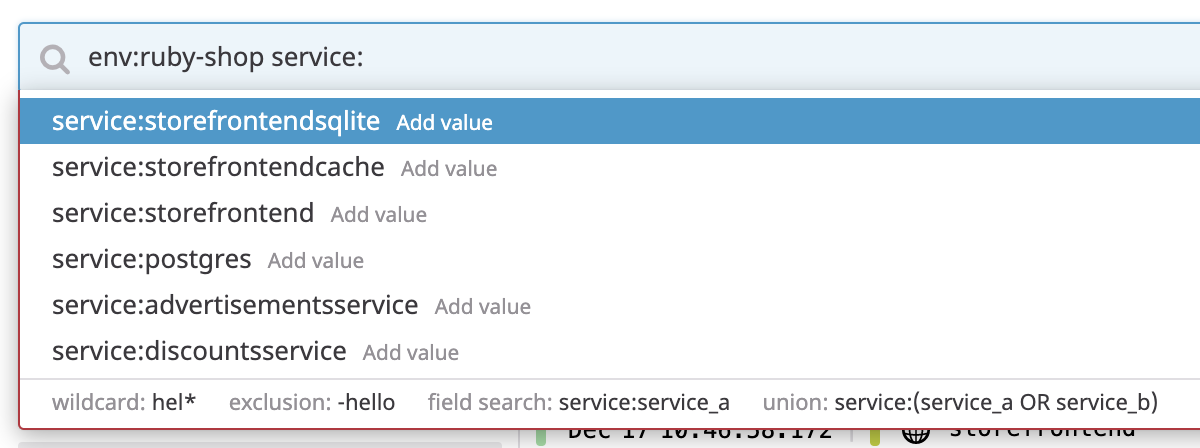 env:ruby-shop service:
service:storefrontendsqlite Add value
service:storefrontendcache Add value
service:storefrontend Add value
service:postgres Add value
service:advertisementsservice Add value
service:discountsservice Add value
wildcard: hel* exclusion: -hello field search: service:service_a union: service:(service_a OR service_b)
Dec 17 10:46:58.172 storefrontend